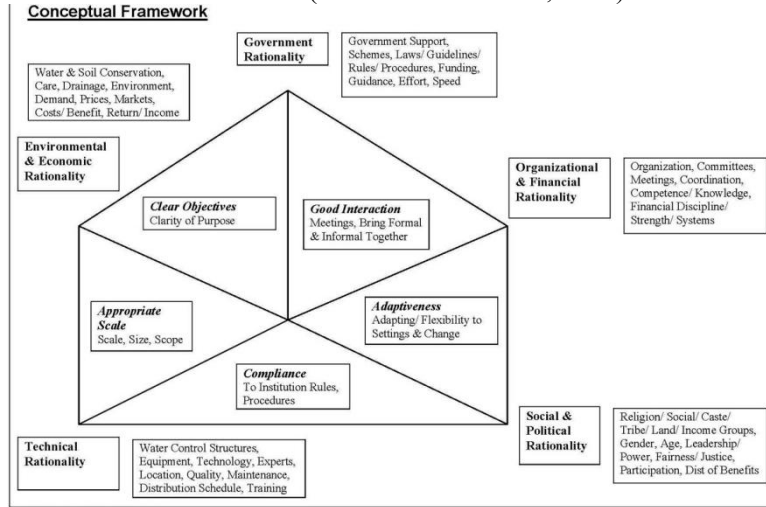 Conceptual Framework
Government
Rationality
Government Support,
Schemes, Laws/ Guidelines/
Rules/ Procedures, Funding,
Guidance, Effort, Speed
Water & Soil Conservation,
Care, Drainage, Environment,
Demand, Prices, Markets,
Costs/ Benefit, Return/ Income
Environmental
& Economic
Rationality
Organizational
& Financial
Rationality
Organization, Committees,
Meetings, Coordination,
Competence/ Knowledge,
Financial Discipline/
Strength/ Systems
Clear Objectives
Clarity of Purpose
Good Interaction
Meetings, Bring Formal
& Informal Together
Appropriate
Scale
Scale, Size, Scope
Adaptiveness
Adapting/ Flexibility to
Settings & Change
Compliance
To Institution Rules,
Procedures
Technical
Rationality
Water Control Structures,
Equipment, Technology, Experts,
Location, Quality, Maintenance,
Distribution Schedule, Training
Social &
Political
Rationality
Religion/ Social/ Caste/
Tribe/ Land/ Income Groups,
Gender, Age, Leadership/
Power, Fairness/ Justice,
Participation, Dist of Benefits